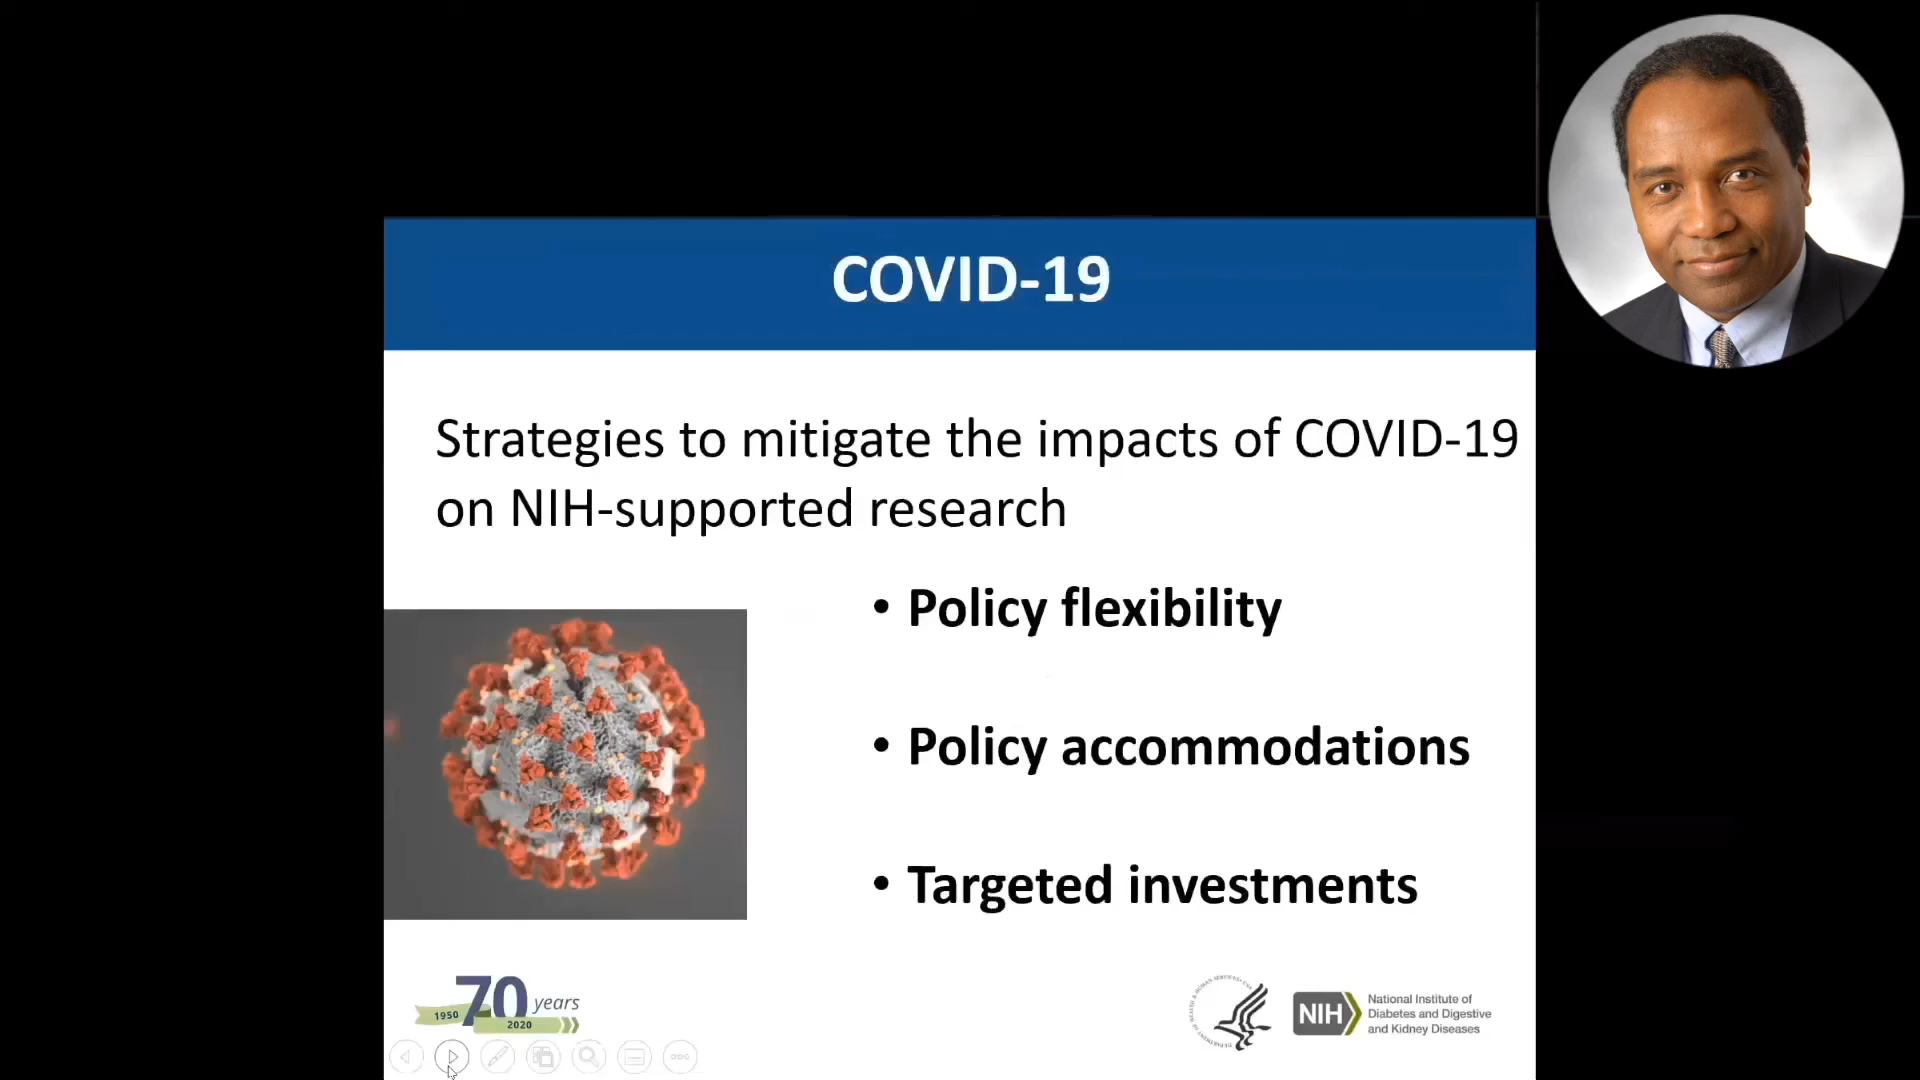 COVID-19
Strategies to mitigate the impacts of COVID-19
on NIH-supported research
• Policy flexibility
• Policy accommodations
• Targeted investments
70 years
1950
2020
NIH
National Institute of
Diabetes and Digestive
and Kidney Diseases